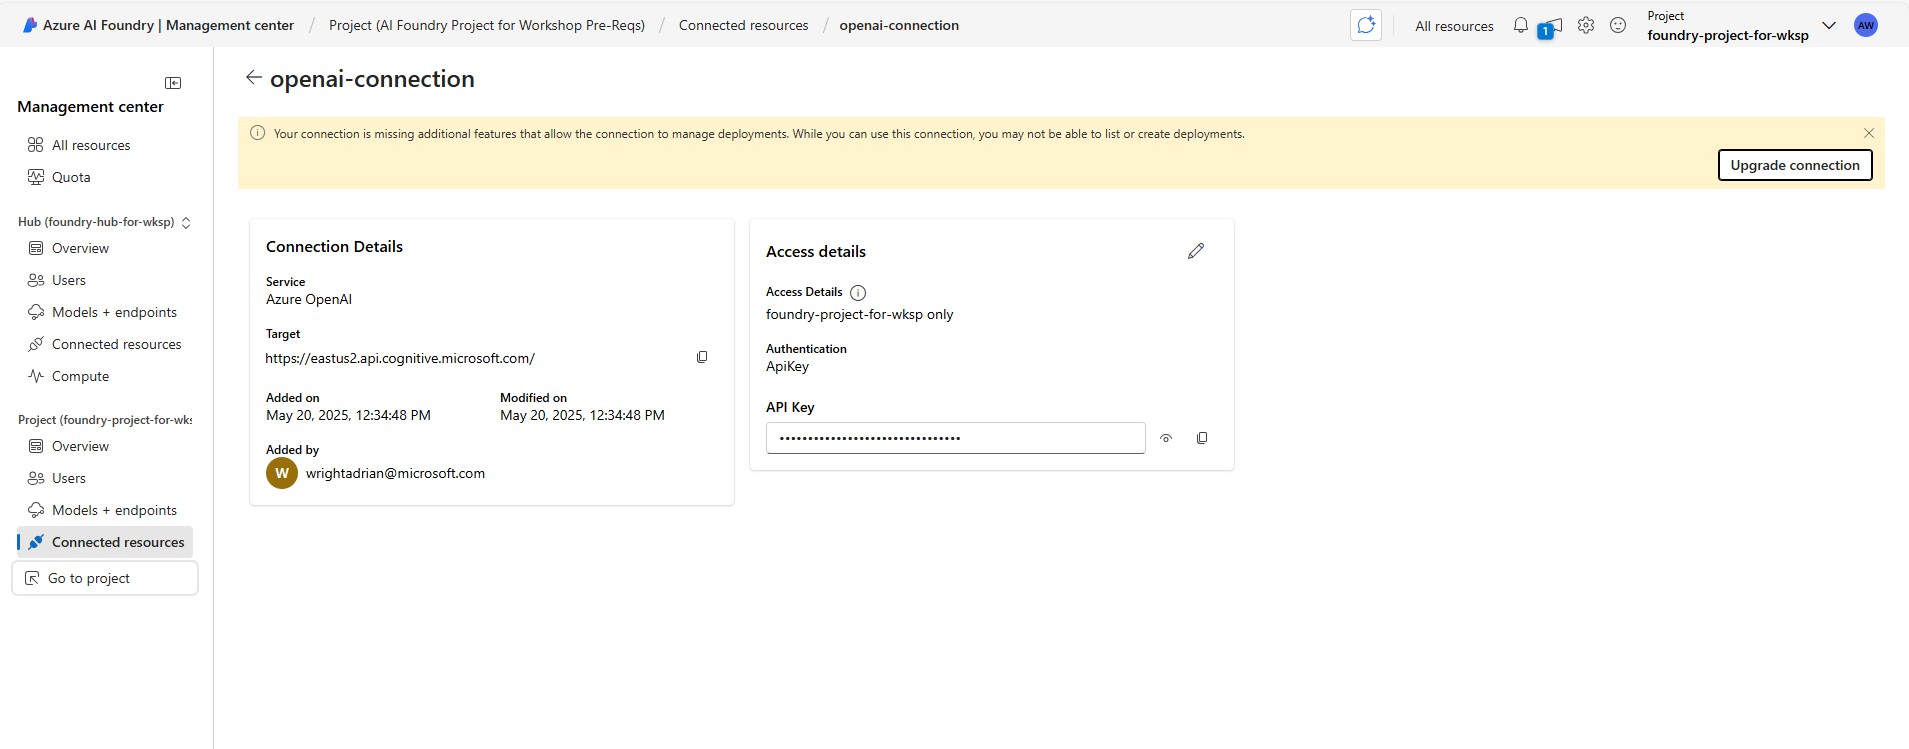 Azure AI Foundry | Management center / Project (AI Foundry Project for Workshop Pre-Reqs) / Connected resources / openai-connection
All resources
1
Project
foundry-project-for-wksp
AW
Management center
All resources
Quota
Hub (foundry-hub-for-wksp)
Overview
Users
Models + endpoints
Connected resources
Compute
Project (foundry-project-for-wks
Overview
Users
Models + endpoints
Connected resources
Go to project
openai-connection
Your connection is missing additional features that allow the connection to manage deployments. While you can use this connection, you may not be able to list or create deployments.
Upgrade connection
Connection Details
Service
Azure OpenAI
Target
https://eastus2.api.cognitive.microsoft.com/
Added on
May 20, 2025, 12:34:48 PM
Modified on
May 20, 2025, 12:34:48 PM
Added by
W wrightadrian@microsoft.com
Access details
Access Details
foundry-project-for-wksp only
Authentication
ApiKey
API Key
••••••••••••••••••••••••••••••••